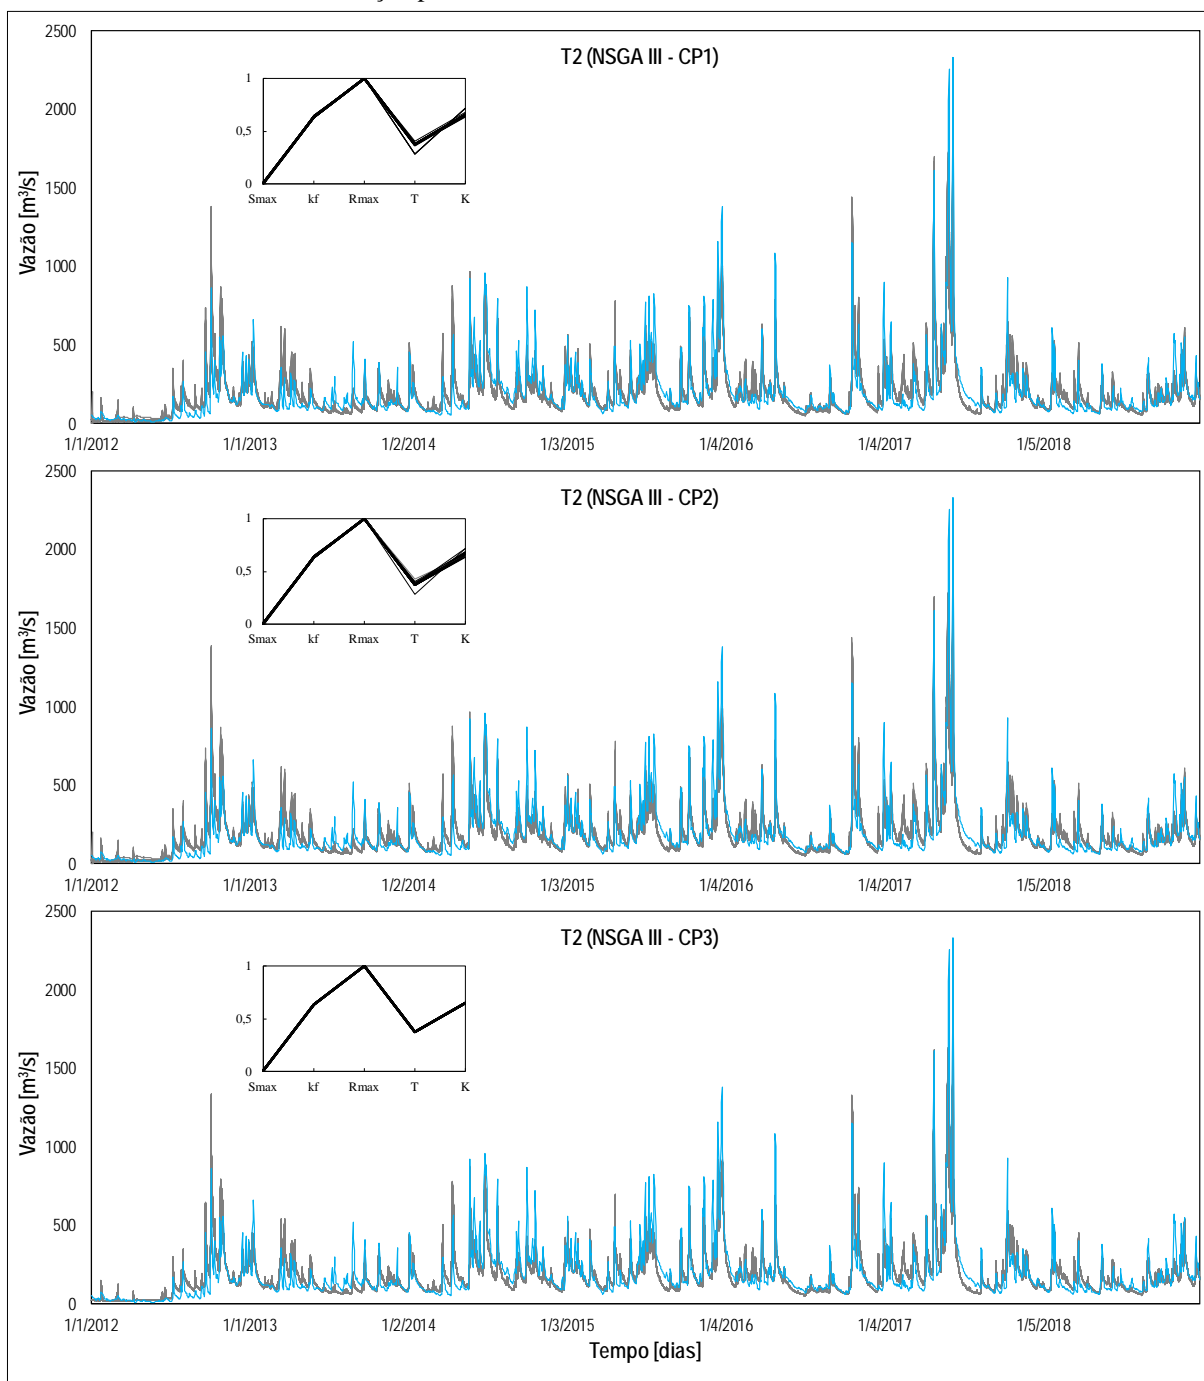 2500
T2 (NSGA III - CP1)
2000
1500
1000
500
0
Vazão [m³/s]
1
0,5
0
Smax kf Rmax T K
1/1/2012 1/1/2013 1/2/2014 1/3/2015 1/4/2016 1/4/2017 1/5/2018
2500
T2 (NSGA III - CP2)
2000
1500
1000
500
0
Vazão [m³/s]
1
0,5
0
Smax kf Rmax T K
1/1/2012 1/1/2013 1/2/2014 1/3/2015 1/4/2016 1/4/2017 1/5/2018
2500
T2 (NSGA III - CP3)
2000
1500
1000
500
0
Vazão [m³/s]
1
0,5
0
Smax kf Rmax T K
1/1/2012 1/1/2013 1/2/2014 1/3/2015 1/4/2016 1/4/2017 1/5/2018
Tempo [dias]